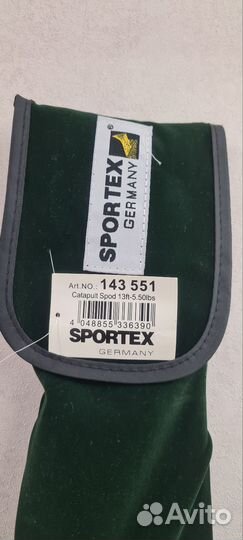 SPORTEX
GERMANY
Art.NO.: 143 551
Catapult Spod 13ft-5.50lbs
4 048855 336390
SPORTEX
GERMANY
Avito